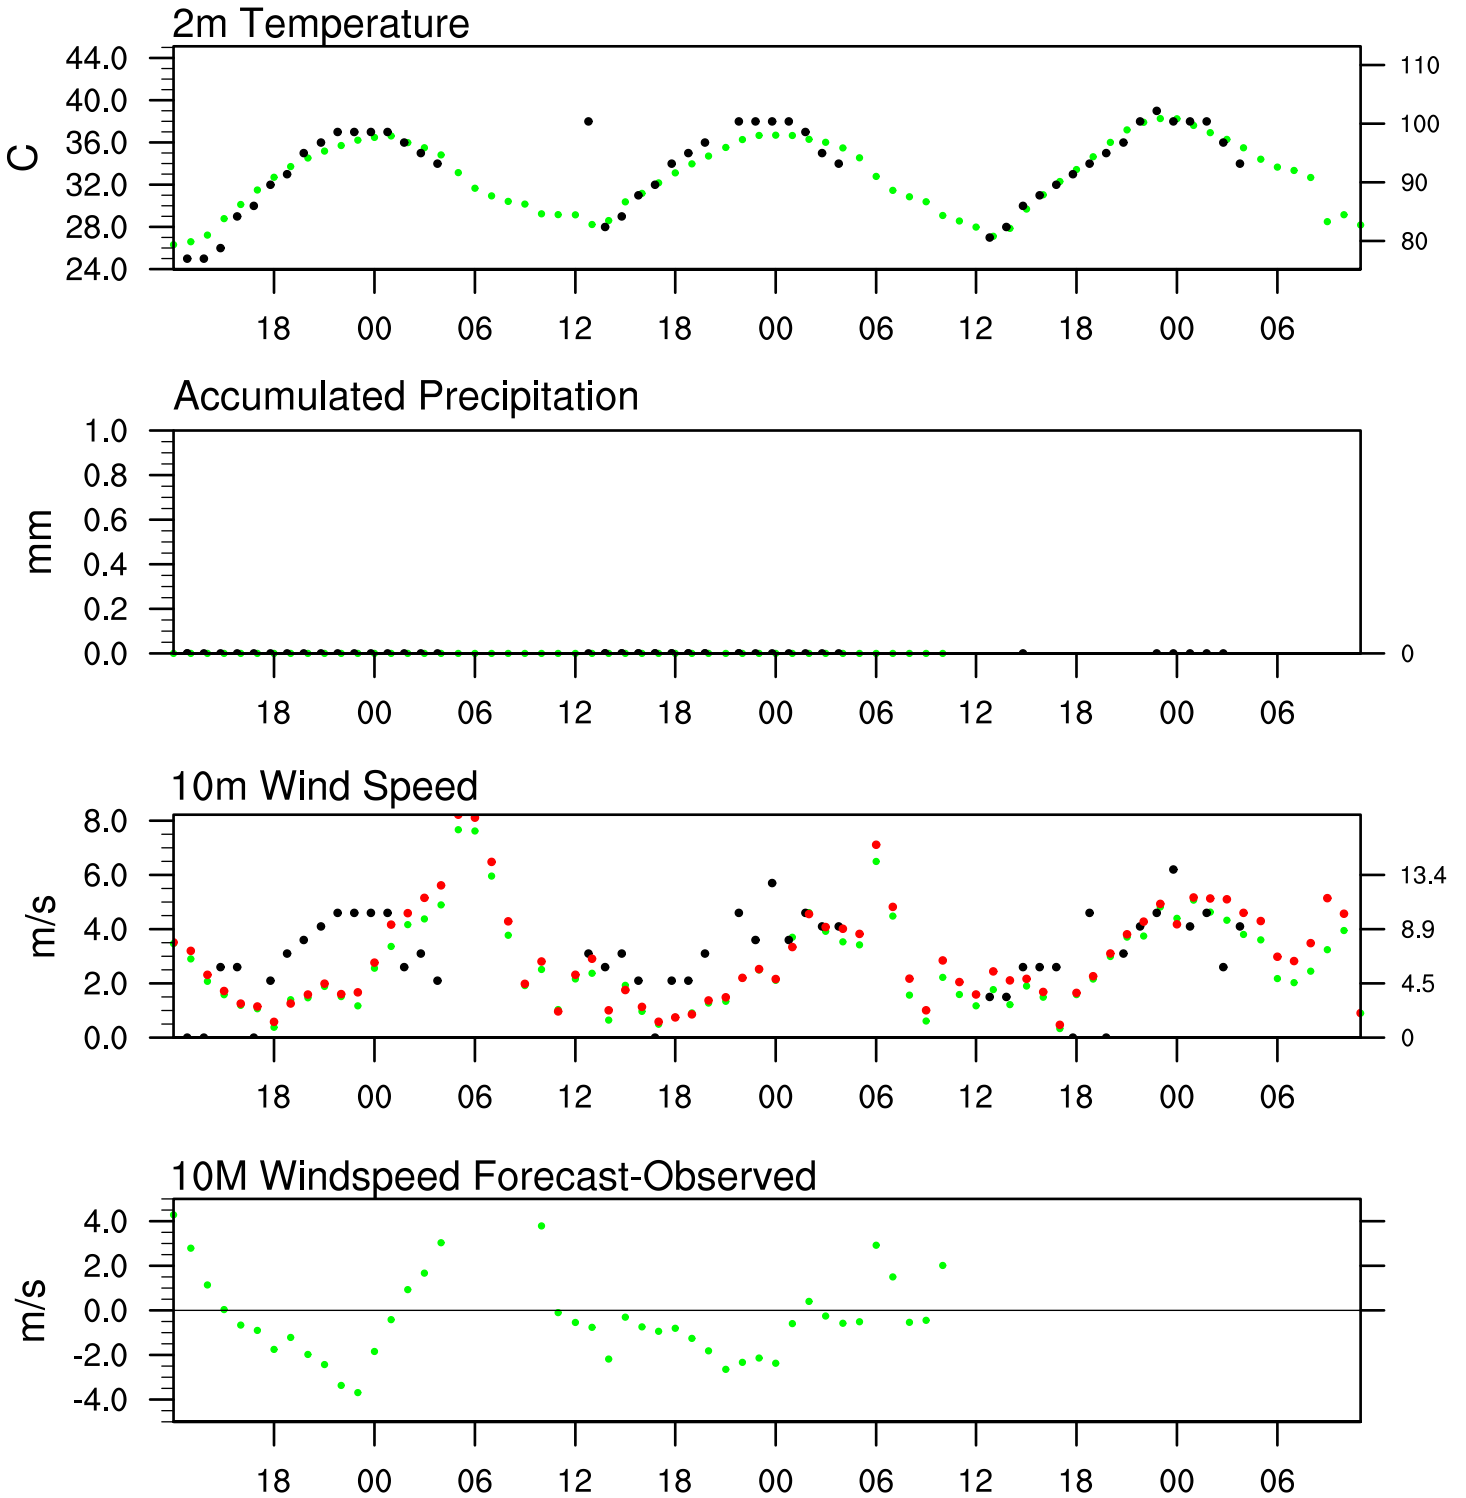 2m Temperature
44.0
40.0
36.0
32.0
28.0
24.0
C
110
100
90
80
18 00 06 12 18 00 06 12 18 00 06
Accumulated Precipitation
1.0
0.8
0.6
0.4
0.2
0.0
mm
0
18 00 06 12 18 00 06 12 18 00 06
10m Wind Speed
8.0
6.0
4.0
2.0
0.0
m/s
13.4
8.9
4.5
0
18 00 06 12 18 00 06 12 18 00 06
10M Windspeed Forecast-Observed
4.0
2.0
0.0
-2.0
-4.0
m/s
18 00 06 12 18 00 06 12 18 00 06